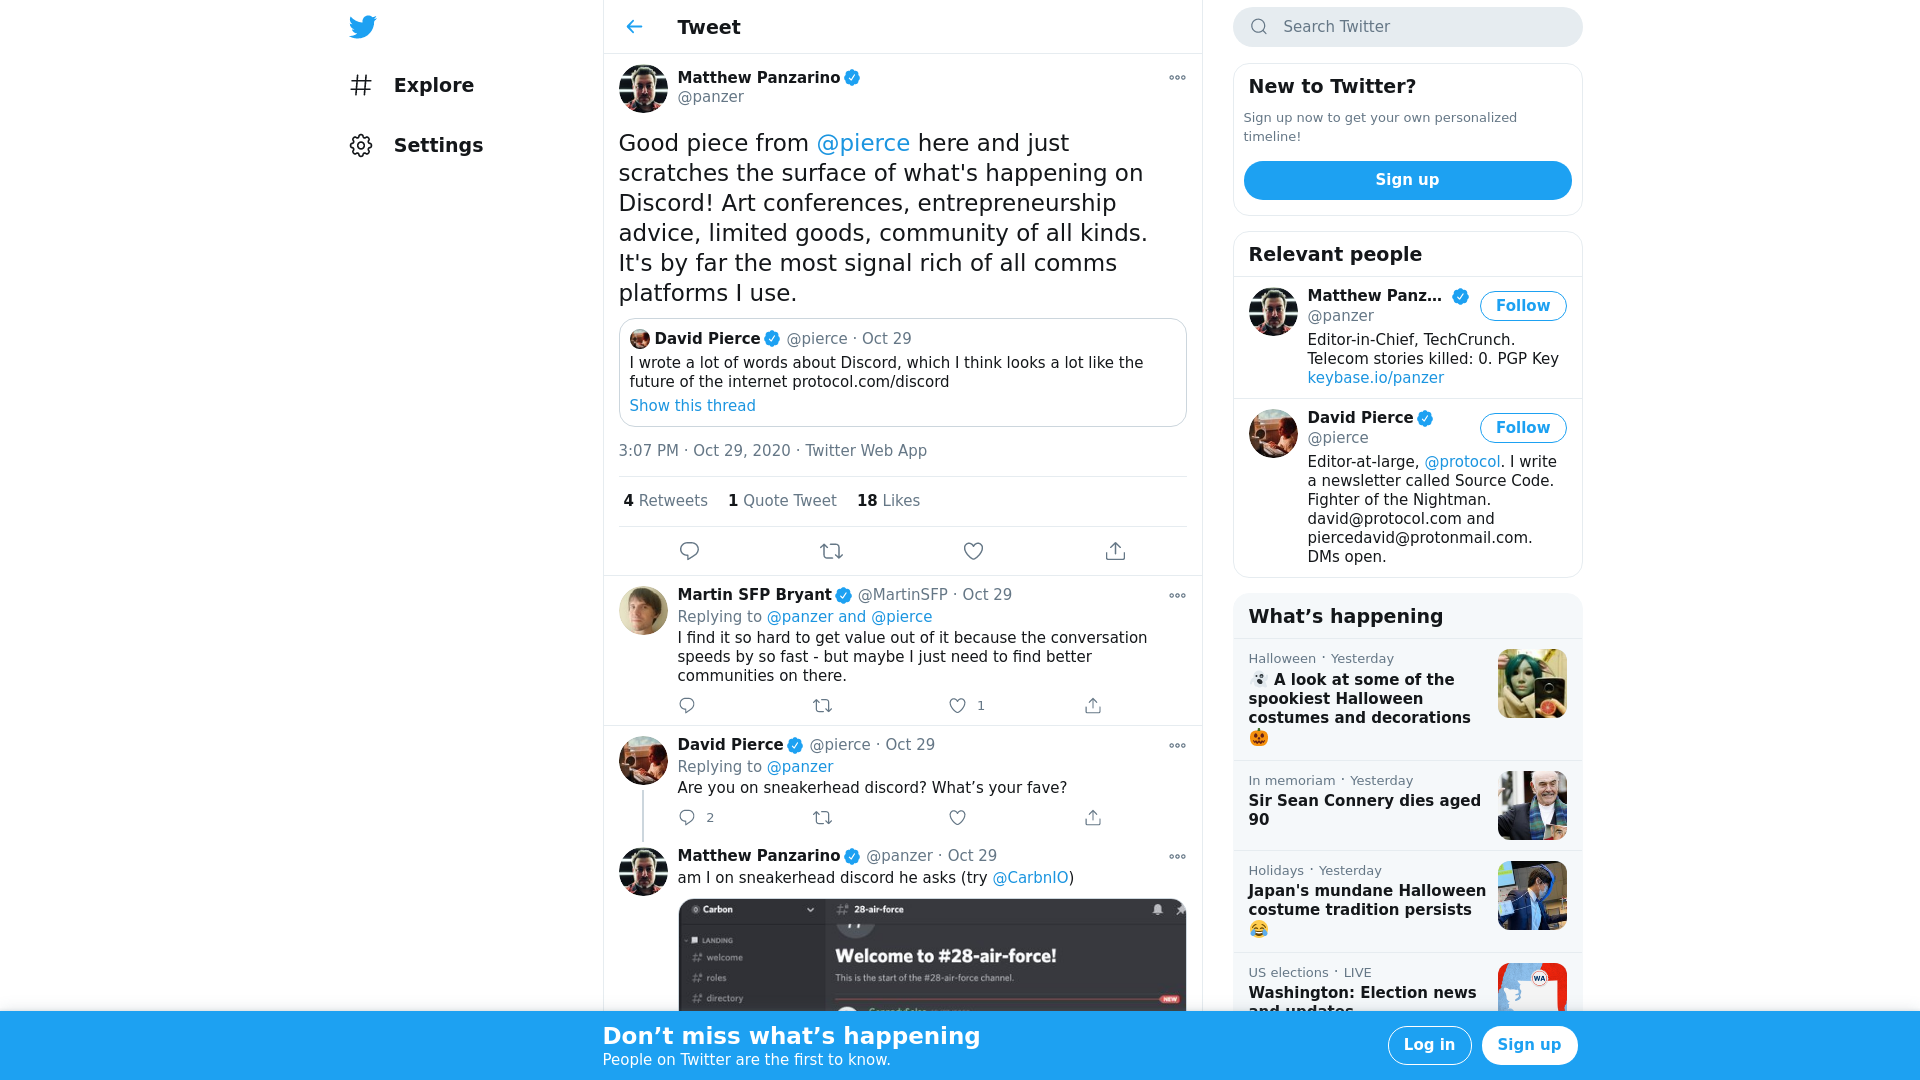 Explore
Settings
Tweet
Matthew Panzarino
@panzer
Good piece from @pierce here and just
scratches the surface of what's happening on
Discord! Art conferences, entrepreneurship
advice, limited goods, community of all kinds.
It's by far the most signal rich of all comms
platforms I use.
David Pierce @pierce · Oct 29
I wrote a lot of words about Discord, which I think looks a lot like the
future of the internet protocol.com/discord
Show this thread
3:07 PM · Oct 29, 2020 · Twitter Web App
4 Retweets 1 Quote Tweet 18 Likes
Martin SFP Bryant @MartinSFP · Oct 29
Replying to @panzer and @pierce
I find it so hard to get value out of it because the conversation
speeds by so fast - but maybe I just need to find better
communities on there.
1
David Pierce @pierce · Oct 29
Replying to @panzer
Are you on sneakerhead discord? What’s your fave?
2
Matthew Panzarino @panzer · Oct 29
am I on sneakerhead discord he asks (try @CarbnIO)
Carbon
28-air-force
LANDING
welcome
roles
directory
Welcome to #28-air-force!
This is the start of the #28-air-force channel.
NEW
Search Twitter
New to Twitter?
Sign up now to get your own personalized
timeline!
Sign up
Relevant people
Matthew Panz...
@panzer
Follow
Editor-in-Chief, TechCrunch.
Telecom stories killed: 0. PGP Key
keybase.io/panzer
David Pierce
@pierce
Follow
Editor-at-large, @protocol. I write
a newsletter called Source Code.
Fighter of the Nightman.
david@protocol.com and
piercedavid@protonmail.com.
DMs open.
What’s happening
Halloween · Yesterday
👻 A look at some of the
spookiest Halloween
costumes and decorations
🎃
In memoriam · Yesterday
Sir Sean Connery dies aged
90
Holidays · Yesterday
Japan's mundane Halloween
costume tradition persists
😂
US elections · LIVE
Washington: Election news
and updates
WA
Don’t miss what’s happening
People on Twitter are the first to know.
Log in
Sign up